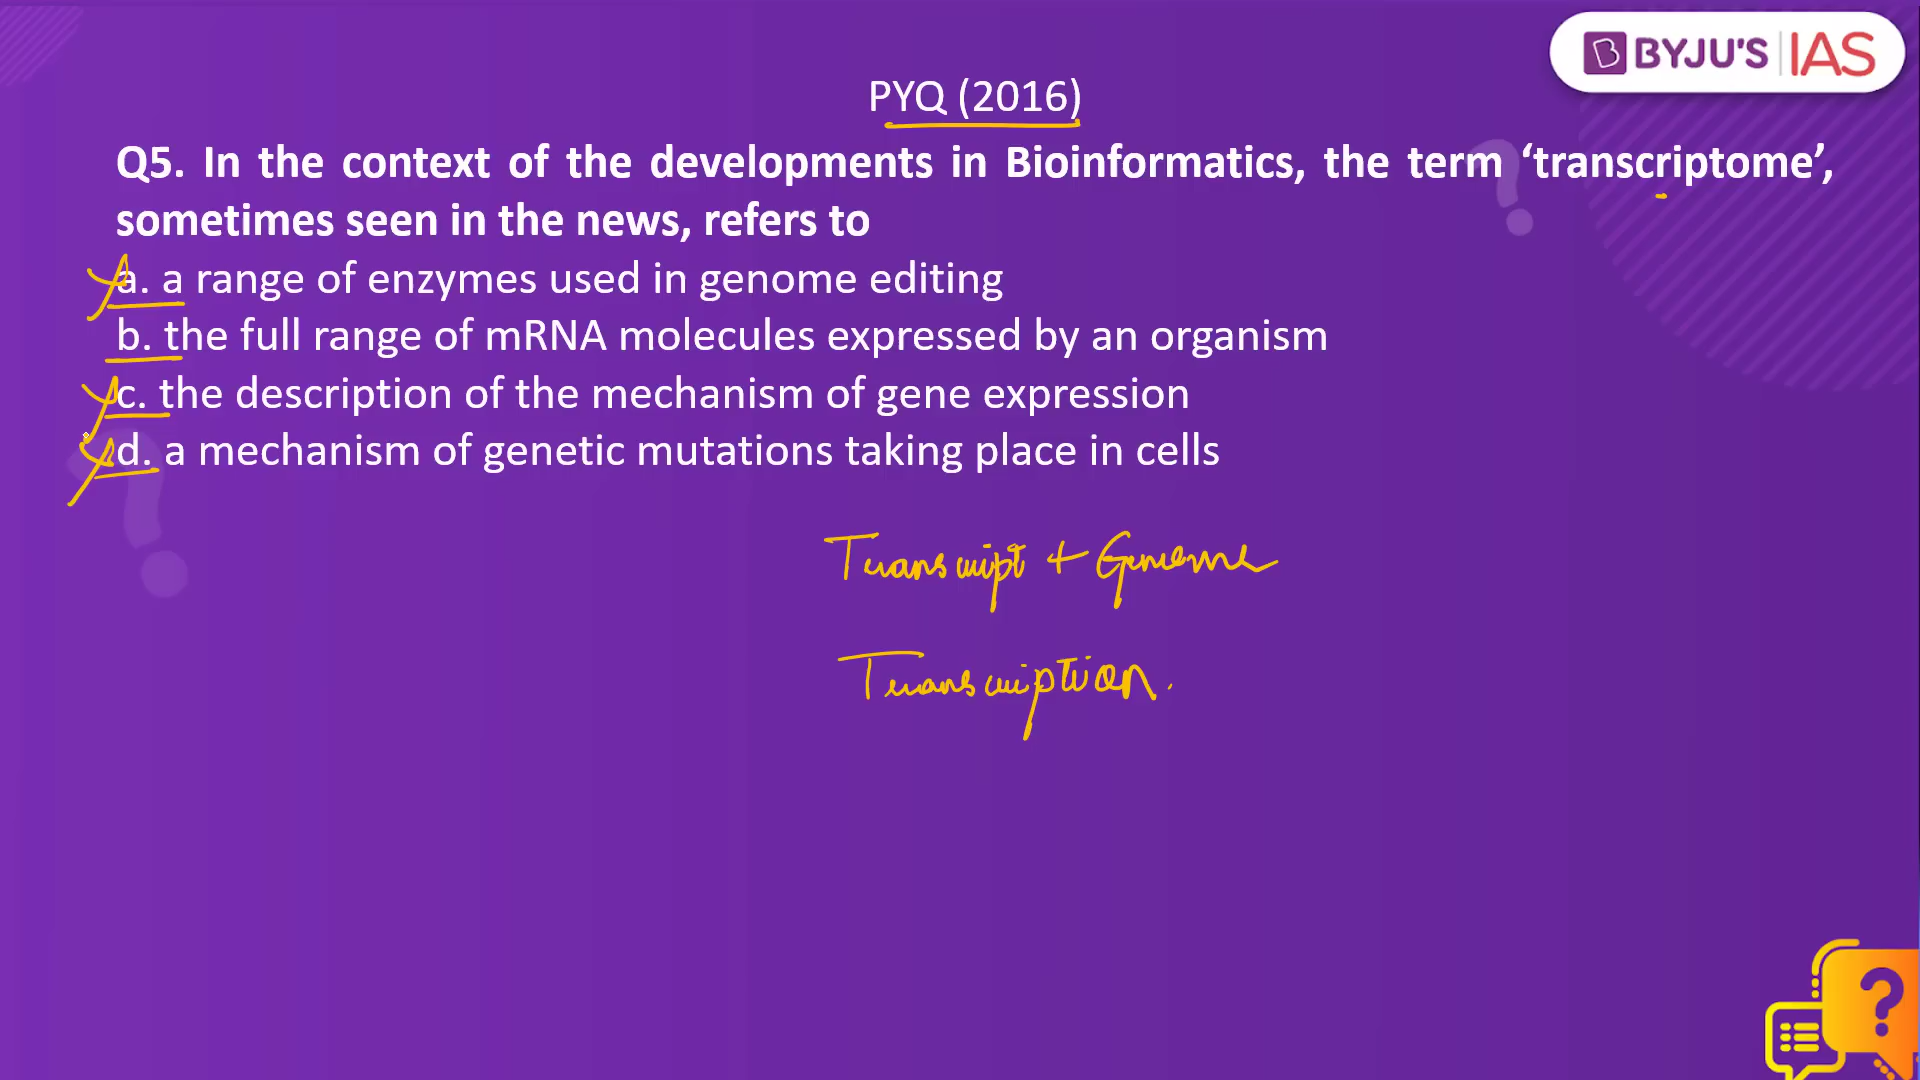 BYJU'S IAS
PYQ (2016)
Q5. In the context of the developments in Bioinformatics, the term ‘transcriptome’,
sometimes seen in the news, refers to
a. a range of enzymes used in genome editing
b. the full range of mRNA molecules expressed by an organism
c. the description of the mechanism of gene expression
d. a mechanism of genetic mutations taking place in cells
Transcript + Genome
Transcription.